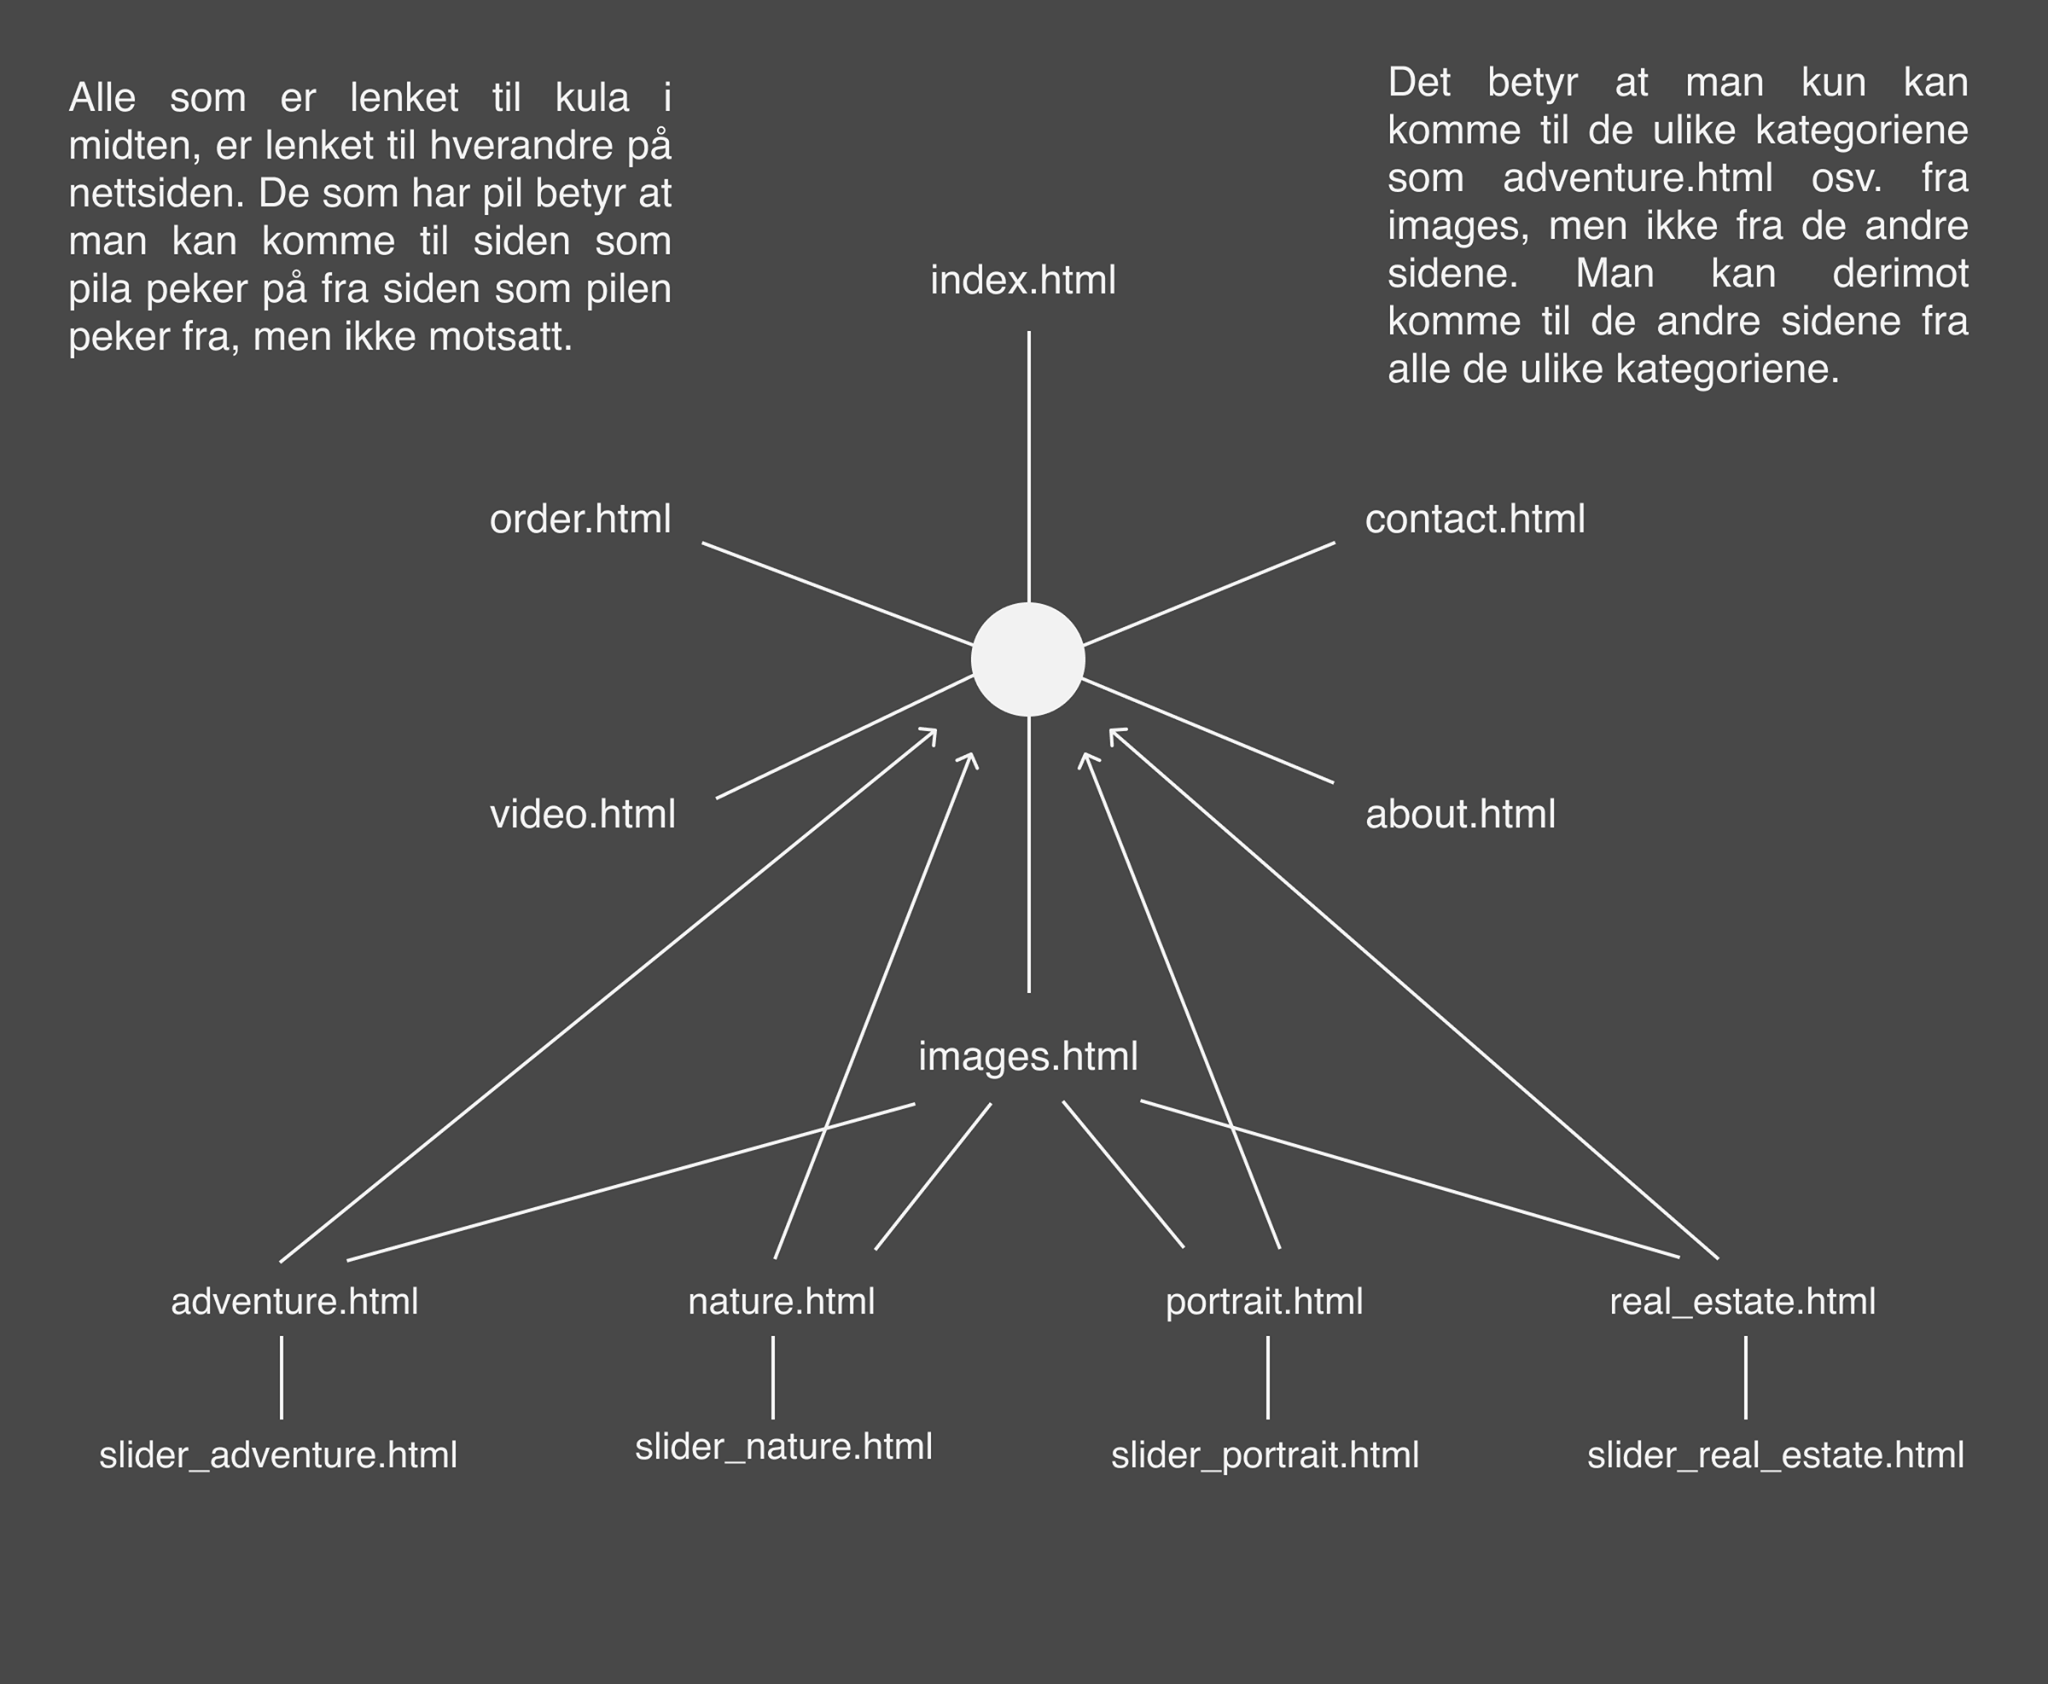 Alle som er lenket til kula i
midten, er lenket til hverandre på
nettsiden. De som har pil betyr at
man kan komme til siden som
pila peker på fra siden som pilen
peker fra, men ikke motsatt.
Det betyr at man kun kan
komme til de ulike kategoriene
som adventure.html osv. fra
images, men ikke fra de andre
sidene. Man kan derimot
komme til de andre sidene fra
alle de ulike kategoriene.
index.html
order.html
contact.html
video.html
about.html
images.html
adventure.html
nature.html
portrait.html
real_estate.html
slider_adventure.html
slider_nature.html
slider_portrait.html
slider_real_estate.html